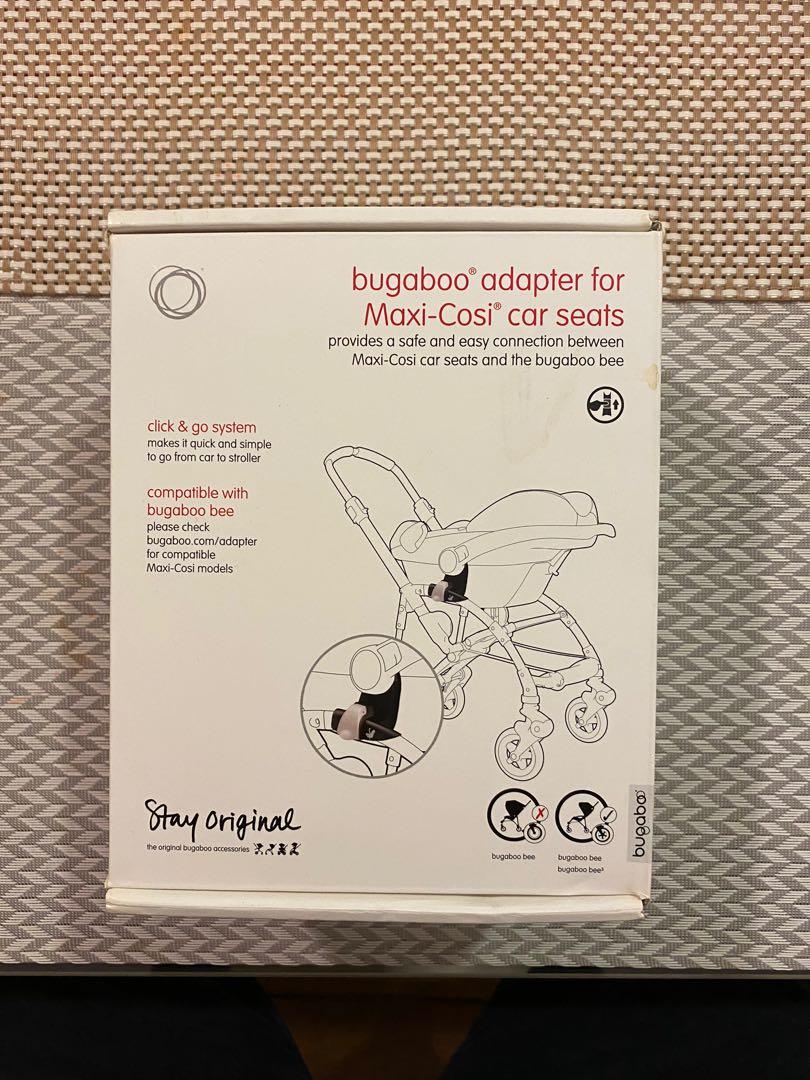 bugaboo® adapter for
Maxi-Cosi® car seats
provides a safe and easy connection between
Maxi-Cosi car seats and the bugaboo bee
click & go system
makes it quick and simple
to go from car to stroller
compatible with
bugaboo bee
please check
bugaboo.com/adapter
for compatible
Maxi-Cosi models
Stay original
the original bugaboo accessories
bugaboo bee
bugaboo bee
bugaboo bee³
bugaboo